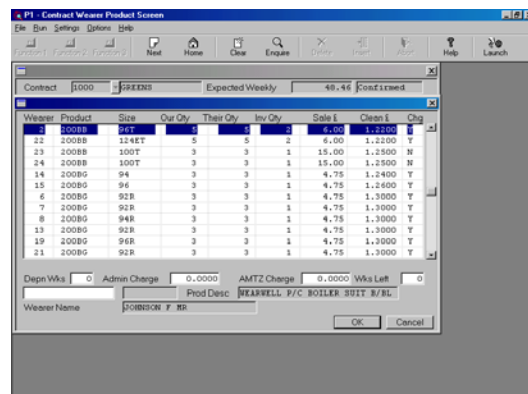 P1 - Contract Wearer Product Screen
File Run Settings Options Help
Function1 Function2 Function3 Next Home Clear Enquire Delete Insert Abort Help Launch
Contract 1000 GREENS Expected Weekly 48.46 Confirmed
Wearer Product Size Our Qty Their Qty Inv Qty Sale £ Clean £ Chg
2 200BB 96T 5 5 2 6.00 1.2200 Y
22 200BB 124ET 5 5 2 6.00 1.2200 Y
23 200BB 100T 3 3 1 15.00 1.2500 N
24 200BB 100T 3 3 1 15.00 1.2500 N
14 200BG 94 3 3 1 4.75 1.2400 Y
15 200BG 96 3 3 1 4.75 1.2600 Y
6 200BG 92R 3 3 1 4.75 1.3000 Y
7 200BG 92R 3 3 1 4.75 1.3000 Y
8 200BG 94R 3 3 1 4.75 1.3000 Y
13 200BG 92R 3 3 1 4.75 1.3000 Y
19 200BG 96R 3 3 1 4.75 1.3000 Y
21 200BG 92R 3 3 1 4.75 1.3000 Y
Depn Wks 0 Admin Charge 0.0000 AMTZ Charge 0.0000 Wks Left 0
Prod Desc WEARWELL P/C BOILER SUIT B/BL
Wearer Name JOHNSON F MR
OK Cancel